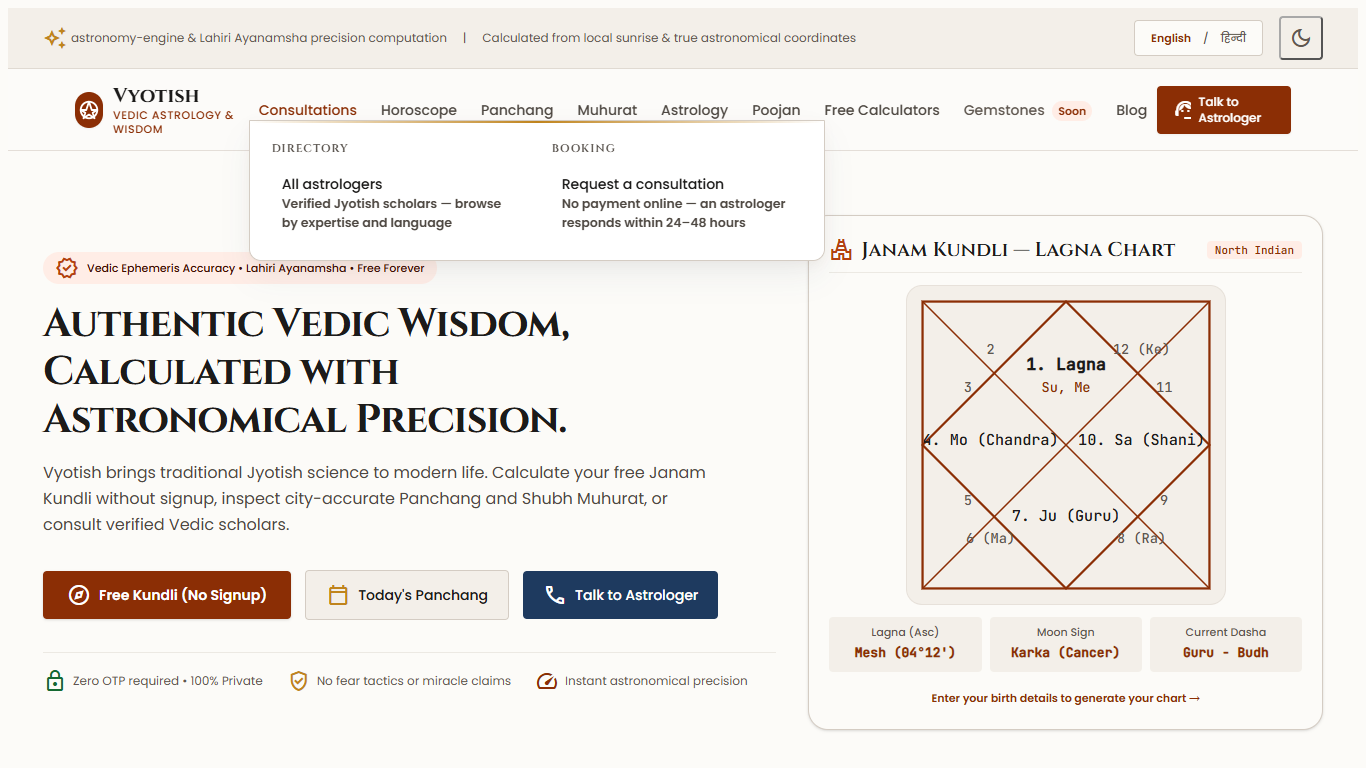 astronomy-engine & Lahiri Ayanamsha precision computation | Calculated from local sunrise & true astronomical coordinates
English / हिन्दी
Vyotish
VEDIC ASTROLOGY &
WISDOM
Consultations Horoscope Panchang Muhurat Astrology Poojan Free Calculators Gemstones Soon Blog
Talk to
Astrologer
DIRECTORY
All astrologers
Verified Jyotish scholars — browse
by expertise and language
BOOKING
Request a consultation
No payment online — an astrologer
responds within 24–48 hours
Vedic Ephemeris Accuracy • Lahiri Ayanamsha • Free Forever
Authentic Vedic Wisdom,
Calculated with
Astronomical Precision.
Vyotish brings traditional Jyotish science to modern life. Calculate your free Janam
Kundli without signup, inspect city-accurate Panchang and Shubh Muhurat, or
consult verified Vedic scholars.
Free Kundli (No Signup)
Today's Panchang
Talk to Astrologer
Zero OTP required • 100% Private
No fear tactics or miracle claims
Instant astronomical precision
Janam Kundli — Lagna Chart
North Indian
2
12 (Ke)
1. Lagna
Su, Me
3
11
4. Mo (Chandra)
10. Sa (Shani)
5
9
7. Ju (Guru)
6 (Ma)
8 (Ra)
Lagna (Asc)
Mesh (04°12')
Moon Sign
Karka (Cancer)
Current Dasha
Guru - Budh
Enter your birth details to generate your chart →